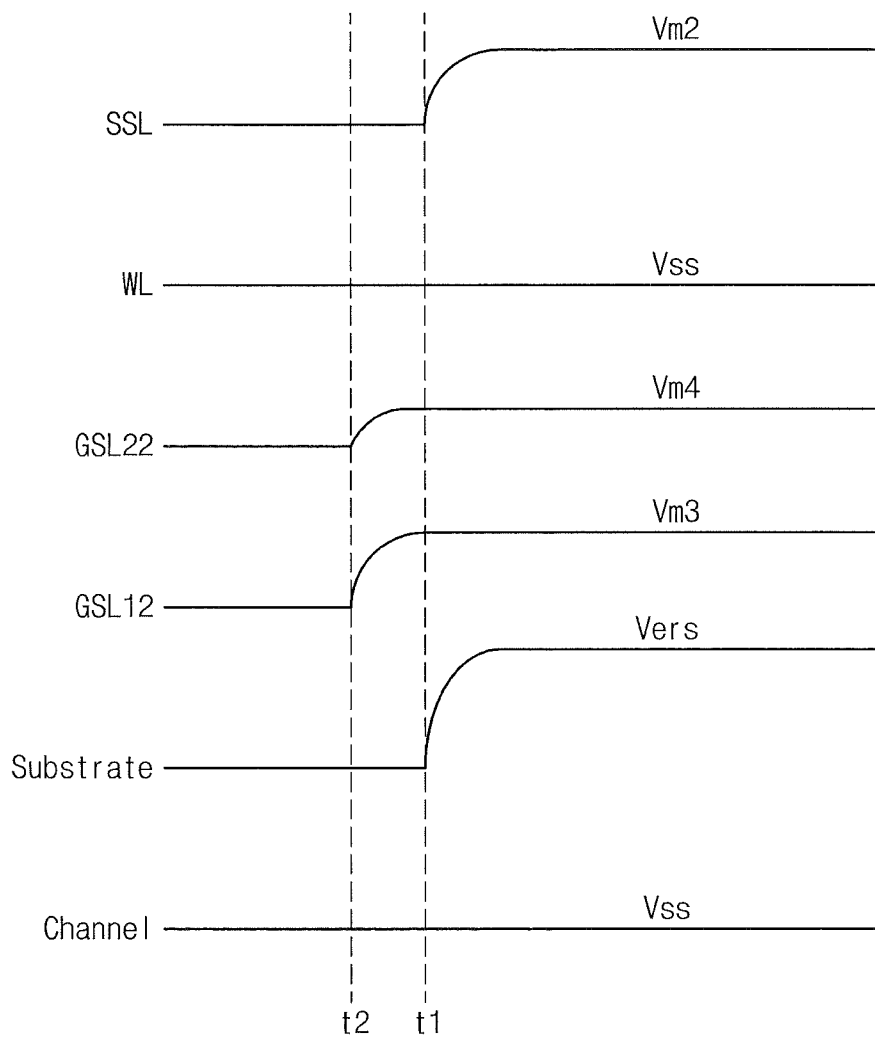 Vm2
SSL
Vss
WL
Vm4
GSL22
Vm3
GSL12
Vers
Substrate
Vss
Channel
t2 t1